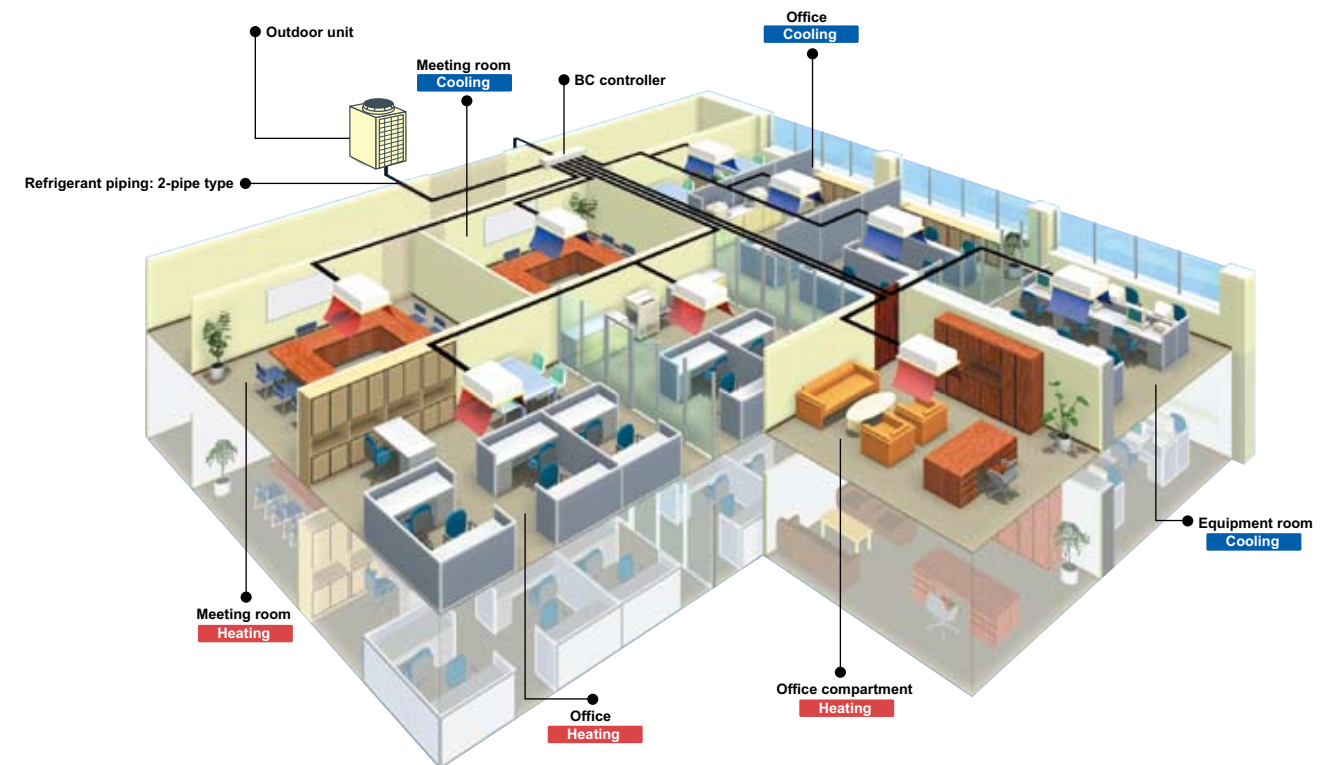 Office
Cooling
Outdoor unit
Meeting room
Cooling
BC controller
Refrigerant piping: 2-pipe type
Equipment room
Cooling
Meeting room
Heating
Office compartment
Heating
Office
Heating